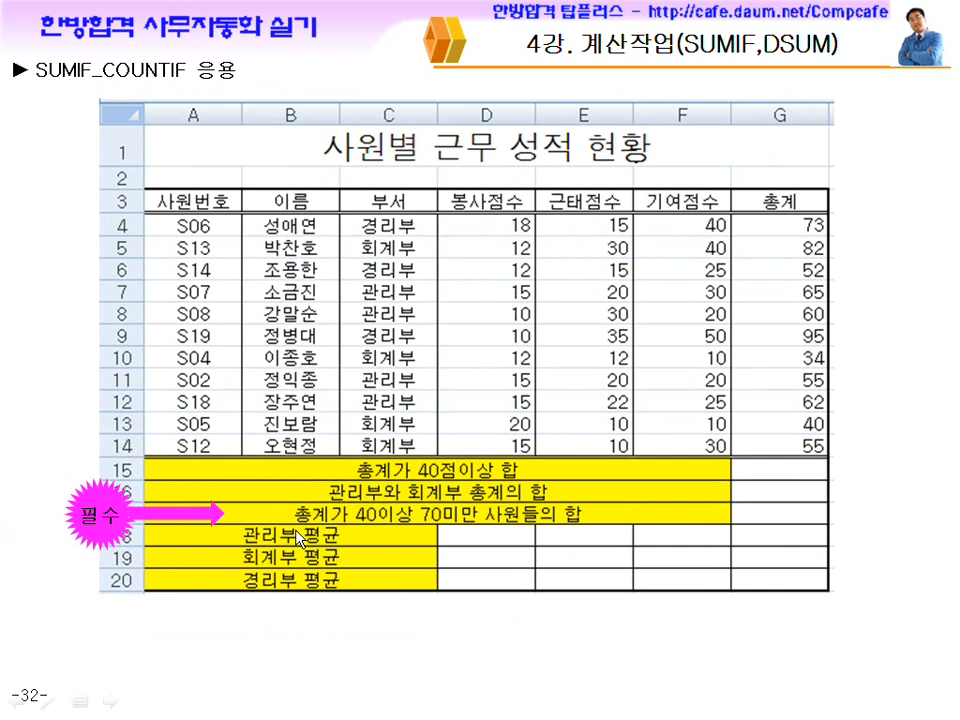 한방합격 사무자동화 실기
한방합격 탑플러스 - http://cafe.daum.net/Compcafe
4강. 계산작업(SUMIF,DSUM)
▶ SUMIF_COUNTIF 응용
A B C D E F G
1 사원별 근무 성적 현황
2
3 사원번호 이름 부서 봉사점수 근태점수 기여점수 총계
4 S06 성애연 경리부 18 15 40 73
5 S13 박찬호 회계부 12 30 40 82
6 S14 조용한 경리부 12 15 25 52
7 S07 소금진 관리부 15 20 30 65
8 S08 강말순 관리부 10 30 20 60
9 S19 정병대 경리부 10 35 50 95
10 S04 이종호 회계부 12 12 10 34
11 S02 정익종 관리부 15 20 20 55
12 S18 장주연 관리부 15 22 25 62
13 S05 진보람 회계부 20 10 10 40
14 S12 오현정 회계부 15 10 30 55
15 총계가 40점이상 합
6 관리부와 회계부 총계의 합
필수 총계가 40이상 70미만 사원들의 합
8 관리부 평균
19 회계부 평균
20 경리부 평균
-32-